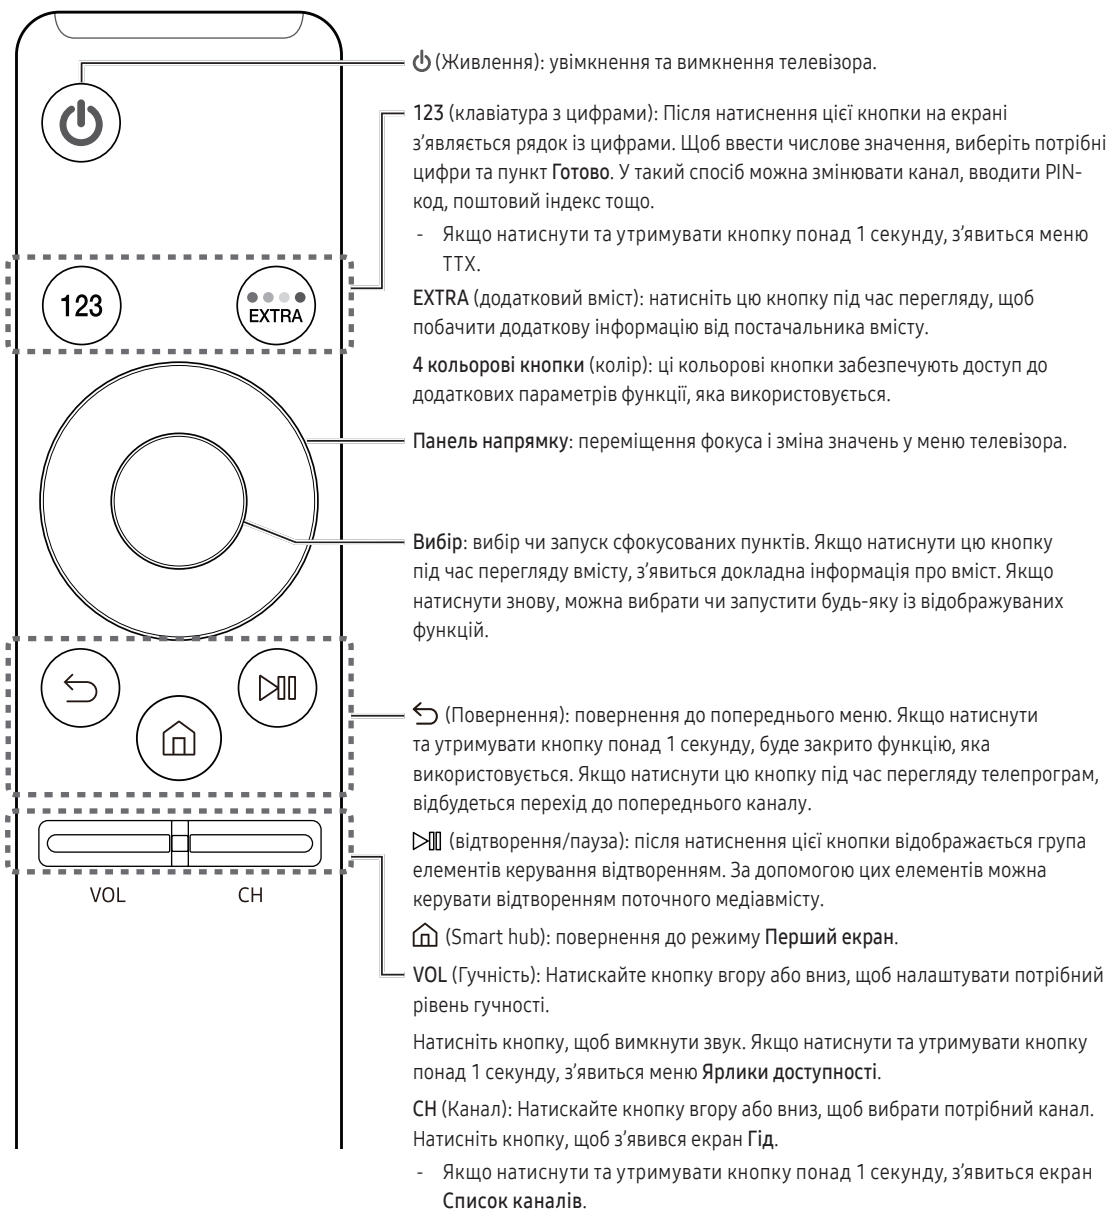 (Живлення): увімкнення та вимкнення телевізора.
123 (клавіатура з цифрами): Після натиснення цієї кнопки на екрані
з’являється рядок із цифрами. Щоб ввести числове значення, виберіть потрібні
цифри та пункт Готово. У такий спосіб можна змінювати канал, вводити PIN-
код, поштовий індекс тощо.
- Якщо натиснути та утримувати кнопку понад 1 секунду, з’явиться меню
TTX.
123
EXTRA
EXTRA (додатковий вміст): натисніть цю кнопку під час перегляду, щоб
побачити додаткову інформацію від постачальника вмісту.
4 кольорові кнопки (колір): ці кольорові кнопки забезпечують доступ до
додаткових параметрів функції, яка використовується.
Панель напрямку: переміщення фокуса і зміна значень у меню телевізора.
Вибір: вибір чи запуск сфокусованих пунктів. Якщо натиснути цю кнопку
під час перегляду вмісту, з’явиться докладна інформація про вміст. Якщо
натиснути знову, можна вибрати чи запустити будь-яку із відображуваних
функцій.
(Повернення): повернення до попереднього меню. Якщо натиснути
та утримувати кнопку понад 1 секунду, буде закрито функцію, яка
використовується. Якщо натиснути цю кнопку під час перегляду телепрограм,
відбудеться перехід до попереднього каналу.
(відтворення/пауза): після натиснення цієї кнопки відображається група
елементів керування відтворенням. За допомогою цих елементів можна
керувати відтворенням поточного медіавмісту.
VOL
CH
(Smart hub): повернення до режиму Перший екран.
VOL (Гучність): Натискайте кнопку вгору або вниз, щоб налаштувати потрібний
рівень гучності.
Натисніть кнопку, щоб вимкнути звук. Якщо натиснути та утримувати кнопку
понад 1 секунду, з’явиться меню Ярлики доступності.
CH (Канал): Натискайте кнопку вгору або вниз, щоб вибрати потрібний канал.
Натисніть кнопку, щоб з’явився екран Гід.
- Якщо натиснути та утримувати кнопку понад 1 секунду, з’явиться екран
Список каналів.